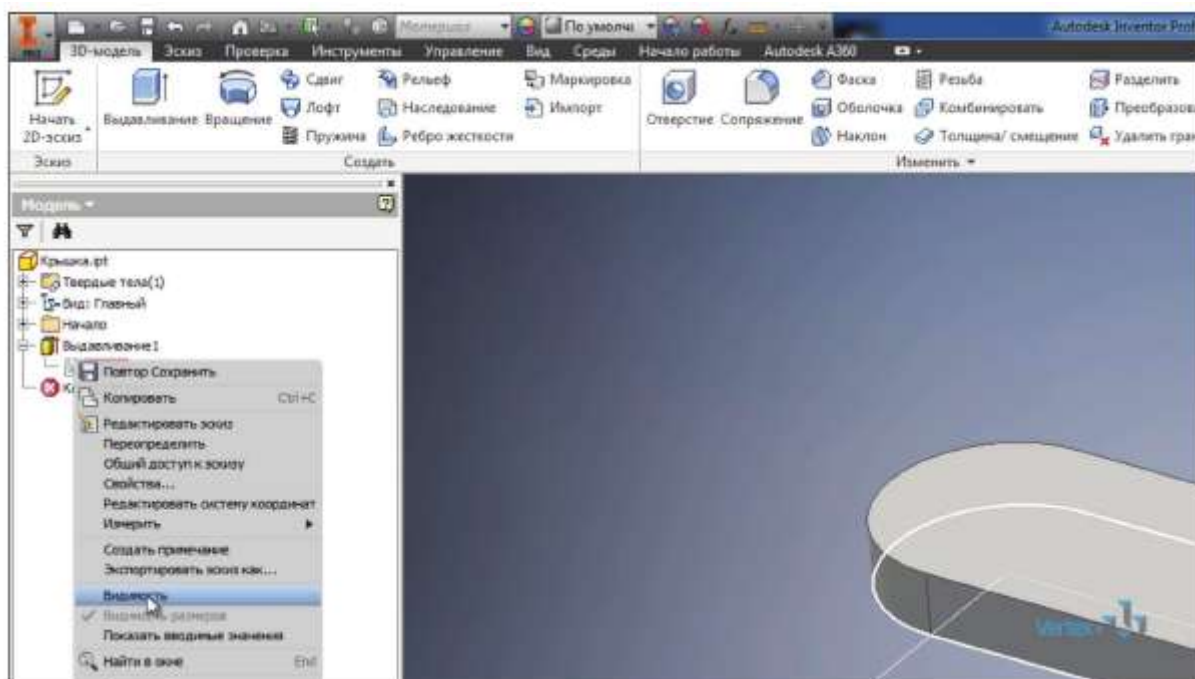 По умолчан
Autodesk Inventor Prof
3D-модель Эскиз Проверка Инструменты Управление Вид Среды Начало работы Autodesk A360
Сдвиг Рельеф Маркировка Фаска Резьба Разделить
Начать Выдавливание Вращение Лофт Наследование Импорт Отверстие Сопряжение Оболочка Комбинировать Преобразов
2D-эскиз Пружина Ребро жесткости Наклон Толщина/ смещение Удалить гран
Эскиз Создать Изменить
Модель
Крышка.ipt
Твердые тела(1)
Вид: Главный
Начало
Выдавливание1
Повтор Сохранить
Копировать Ctrl+C
Редактировать эскиз
Переопределить
Общий доступ к эскизу
Свойства...
Редактировать систему координат
Измерить
Создать примечание
Экспортировать эскиз как...
Видимость
Видимость размеров
Показать вводимые значения
Найти в окне End
Vertex